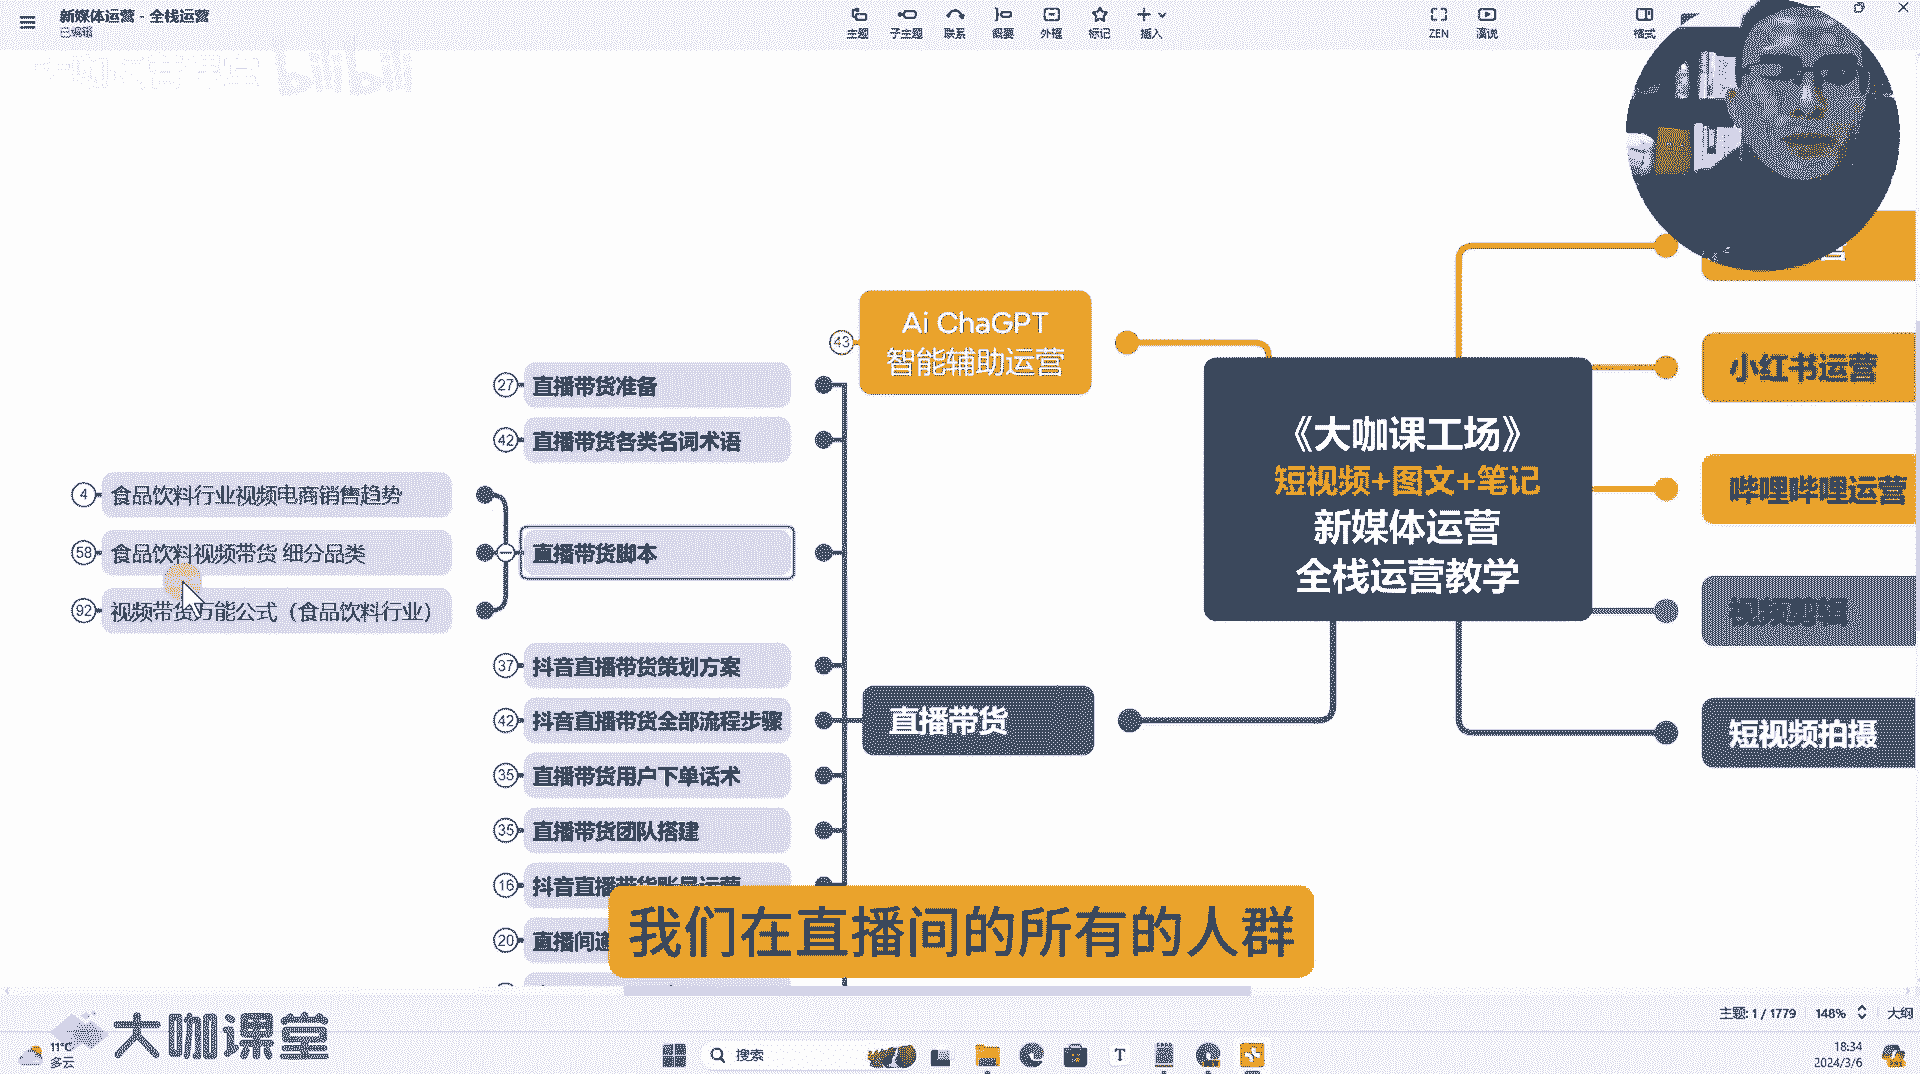 新媒体运营 - 全栈运营
已编辑
主题
子主题
联系
概要
外框
标记
插入
ZEN
演说
格式
大咖课堂 bilibili
43
Ai ChaGPT
智能辅助运营
27
直播带货准备
42
直播带货各类名词术语
4
食品饮料行业视频电商销售趋势
58
食品饮料视频带货 细分品类
92
视频带货万能公式（食品饮料行业）
直播带货脚本
37
抖音直播带货策划方案
42
抖音直播带货全部流程步骤
35
直播带货用户下单话术
35
直播带货团队搭建
16
抖音直播带货账号运营
20
直播间
直播带货
《大咖课工场》
短视频+图文+笔记
新媒体运营
全栈运营教学
营
小红书运营
哔哩哔哩运营
视频剪辑
短视频拍摄
我们在直播间的所有的人群
主题: 1 / 1779
148%
大纲
大咖课堂
11°C
多云
搜索
T
18:34
2024/3/6